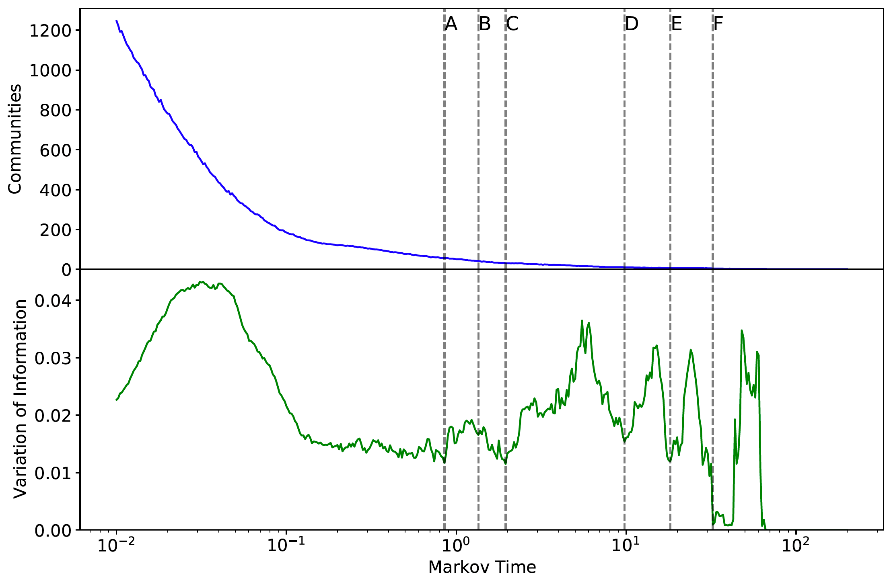 A B C D E F
1200
1000
800
600
400
200
0
Communities
0.04
0.03
0.02
0.01
0.00
Variation of Information
10⁻² 10⁻¹ 10⁰ 10¹ 10²
Markov Time